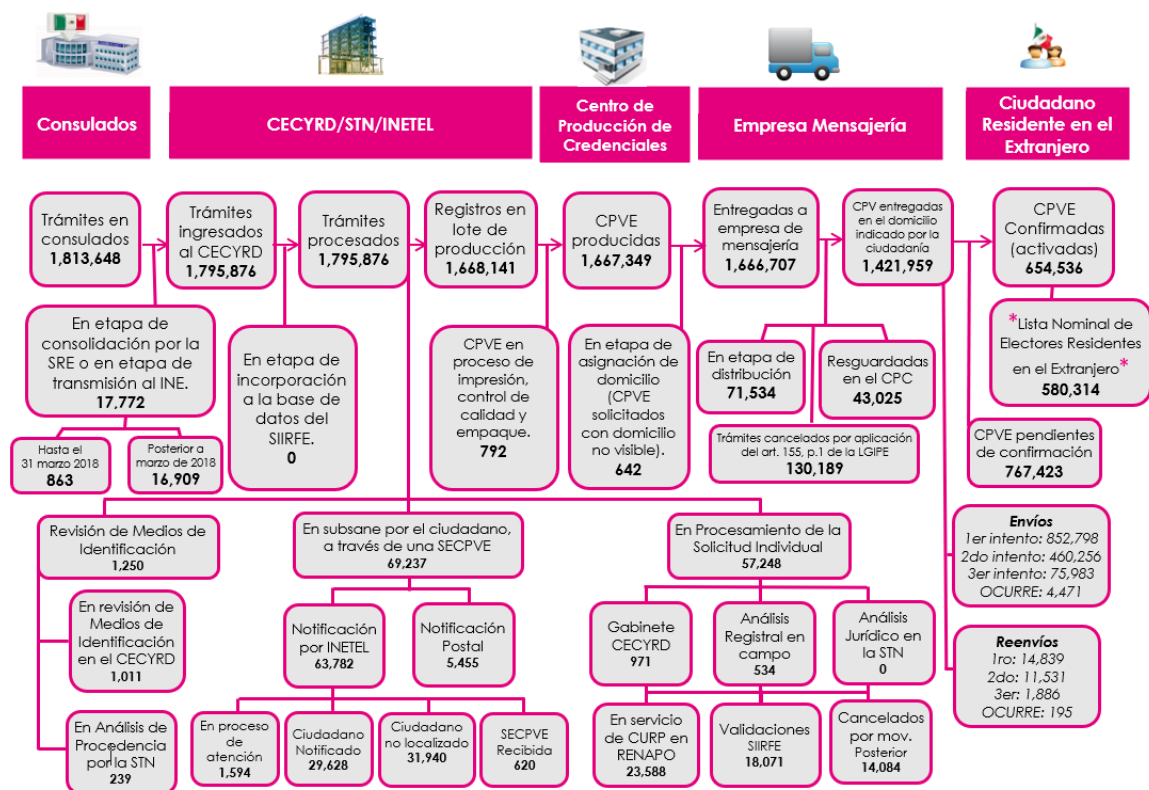 Consulados
CECYRD/STN/INETEL
Centro de
Producción de
Credenciales
Empresa Mensajería
Ciudadano
Residente en el
Extranjero
Trámites en
consulados
1,813,648
Trámites
ingresados
al CECYRD
1,795,876
Trámites
procesados
1,795,876
Registros en
lote de
producción
1,668,141
CPVE
producidas
1,667,349
Entregadas a
empresa de
mensajería
1,666,707
CPV entregadas
en el domicilio
indicado por la
ciudadanía
1,421,959
CPVE
Confirmadas
(activadas)
654,536
En etapa de
consolidación por la
SRE o en etapa de
transmisión al INE.
17,772
Hasta el
31 marzo 2018
863
Posterior a
marzo de 2018
16,909
En etapa de
incorporación
a la base de
datos del
SIIRFE.
0
CPVE en
proceso de
impresión,
control de
calidad y
empaque.
792
En etapa de
asignación de
domicilio
(CPVE
solicitados
con domicilio
no visible).
642
En etapa de
distribución
71,534
Resguardadas
en el CPC
43,025
Trámites cancelados por aplicación
del art. 155, p.1 de la LGIPE
130,189
*Lista Nominal de
Electores Residentes
en el Extranjero*
580,314
CPVE pendientes
de confirmación
767,423
Revisión de Medios de
Identificación
1,250
En revisión de
Medios de
Identificación
en el CECYRD
1,011
En Análisis de
Procedencia
por la STN
239
En subsane por el ciudadano,
a través de una SECPVE
69,237
Notificación
por INETEL
63,782
Notificación
Postal
5,455
En proceso de
atención
1,594
Ciudadano
Notificado
29,628
Ciudadano
no localizado
31,940
SECPVE
Recibida
620
En Procesamiento de la
Solicitud Individual
57,248
Gabinete
CECYRD
971
Análisis
Registral en
campo
534
Análisis
Jurídico en
la STN
0
En servicio
de CURP en
RENAPO
23,588
Validaciones
SIIRFE
18,071
Cancelados
por mov.
Posterior
14,084
Envíos
1er intento: 852,798
2do intento: 460,256
3er intento: 75,983
OCURRE: 4,471
Reenvíos
1ro: 14,839
2do: 11,531
3er: 1,886
OCURRE: 195